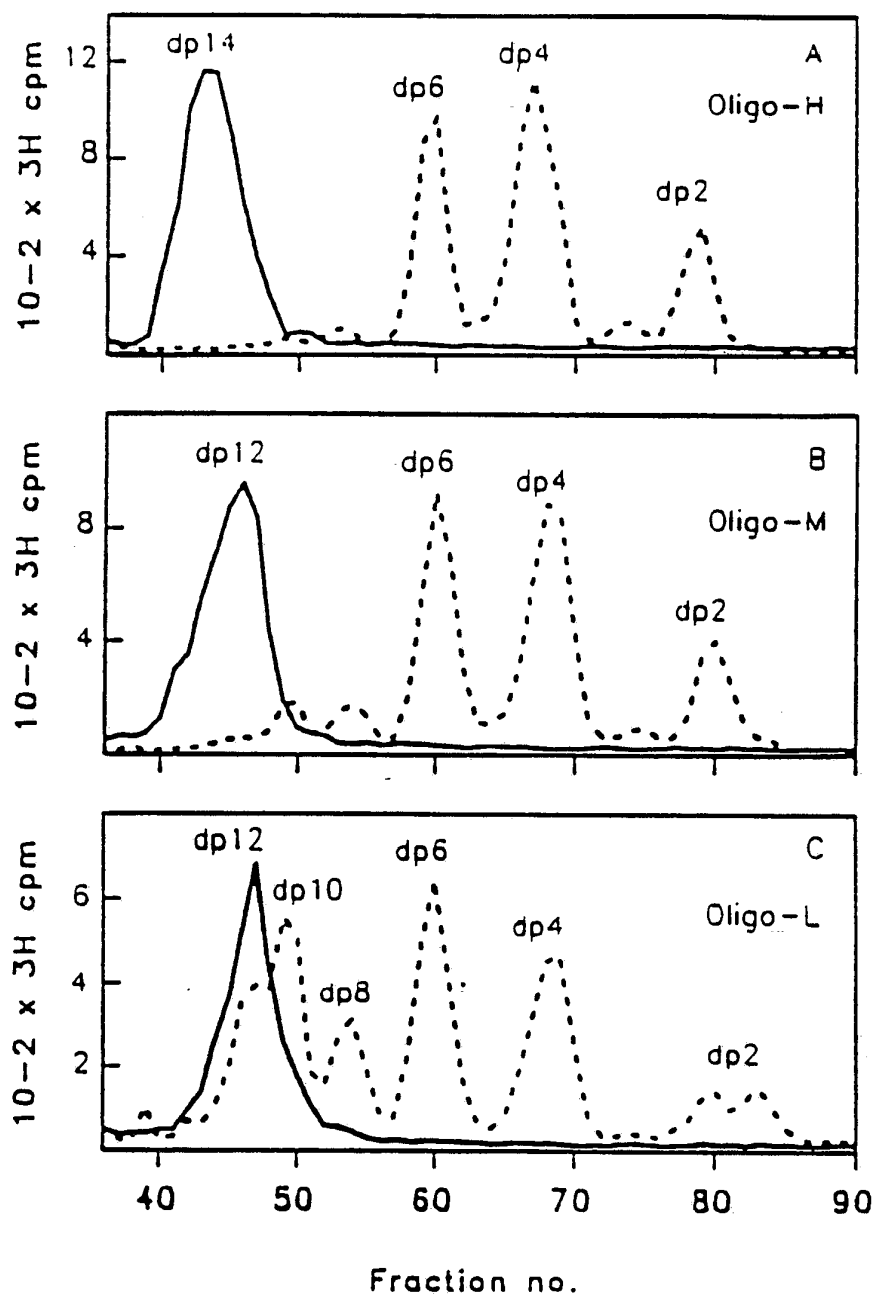 dp14
dp6
dp4
dp2
A
Oligo-H
12
8
4
10-2 x 3H cpm
dp12
dp6
dp4
dp2
B
Oligo-M
8
4
10-2 x 3H cpm
dp12
dp10
dp8
dp6
dp4
dp2
C
Oligo-L
6
4
2
10-2 x 3H cpm
40 50 60 70 80 90
Fraction no.